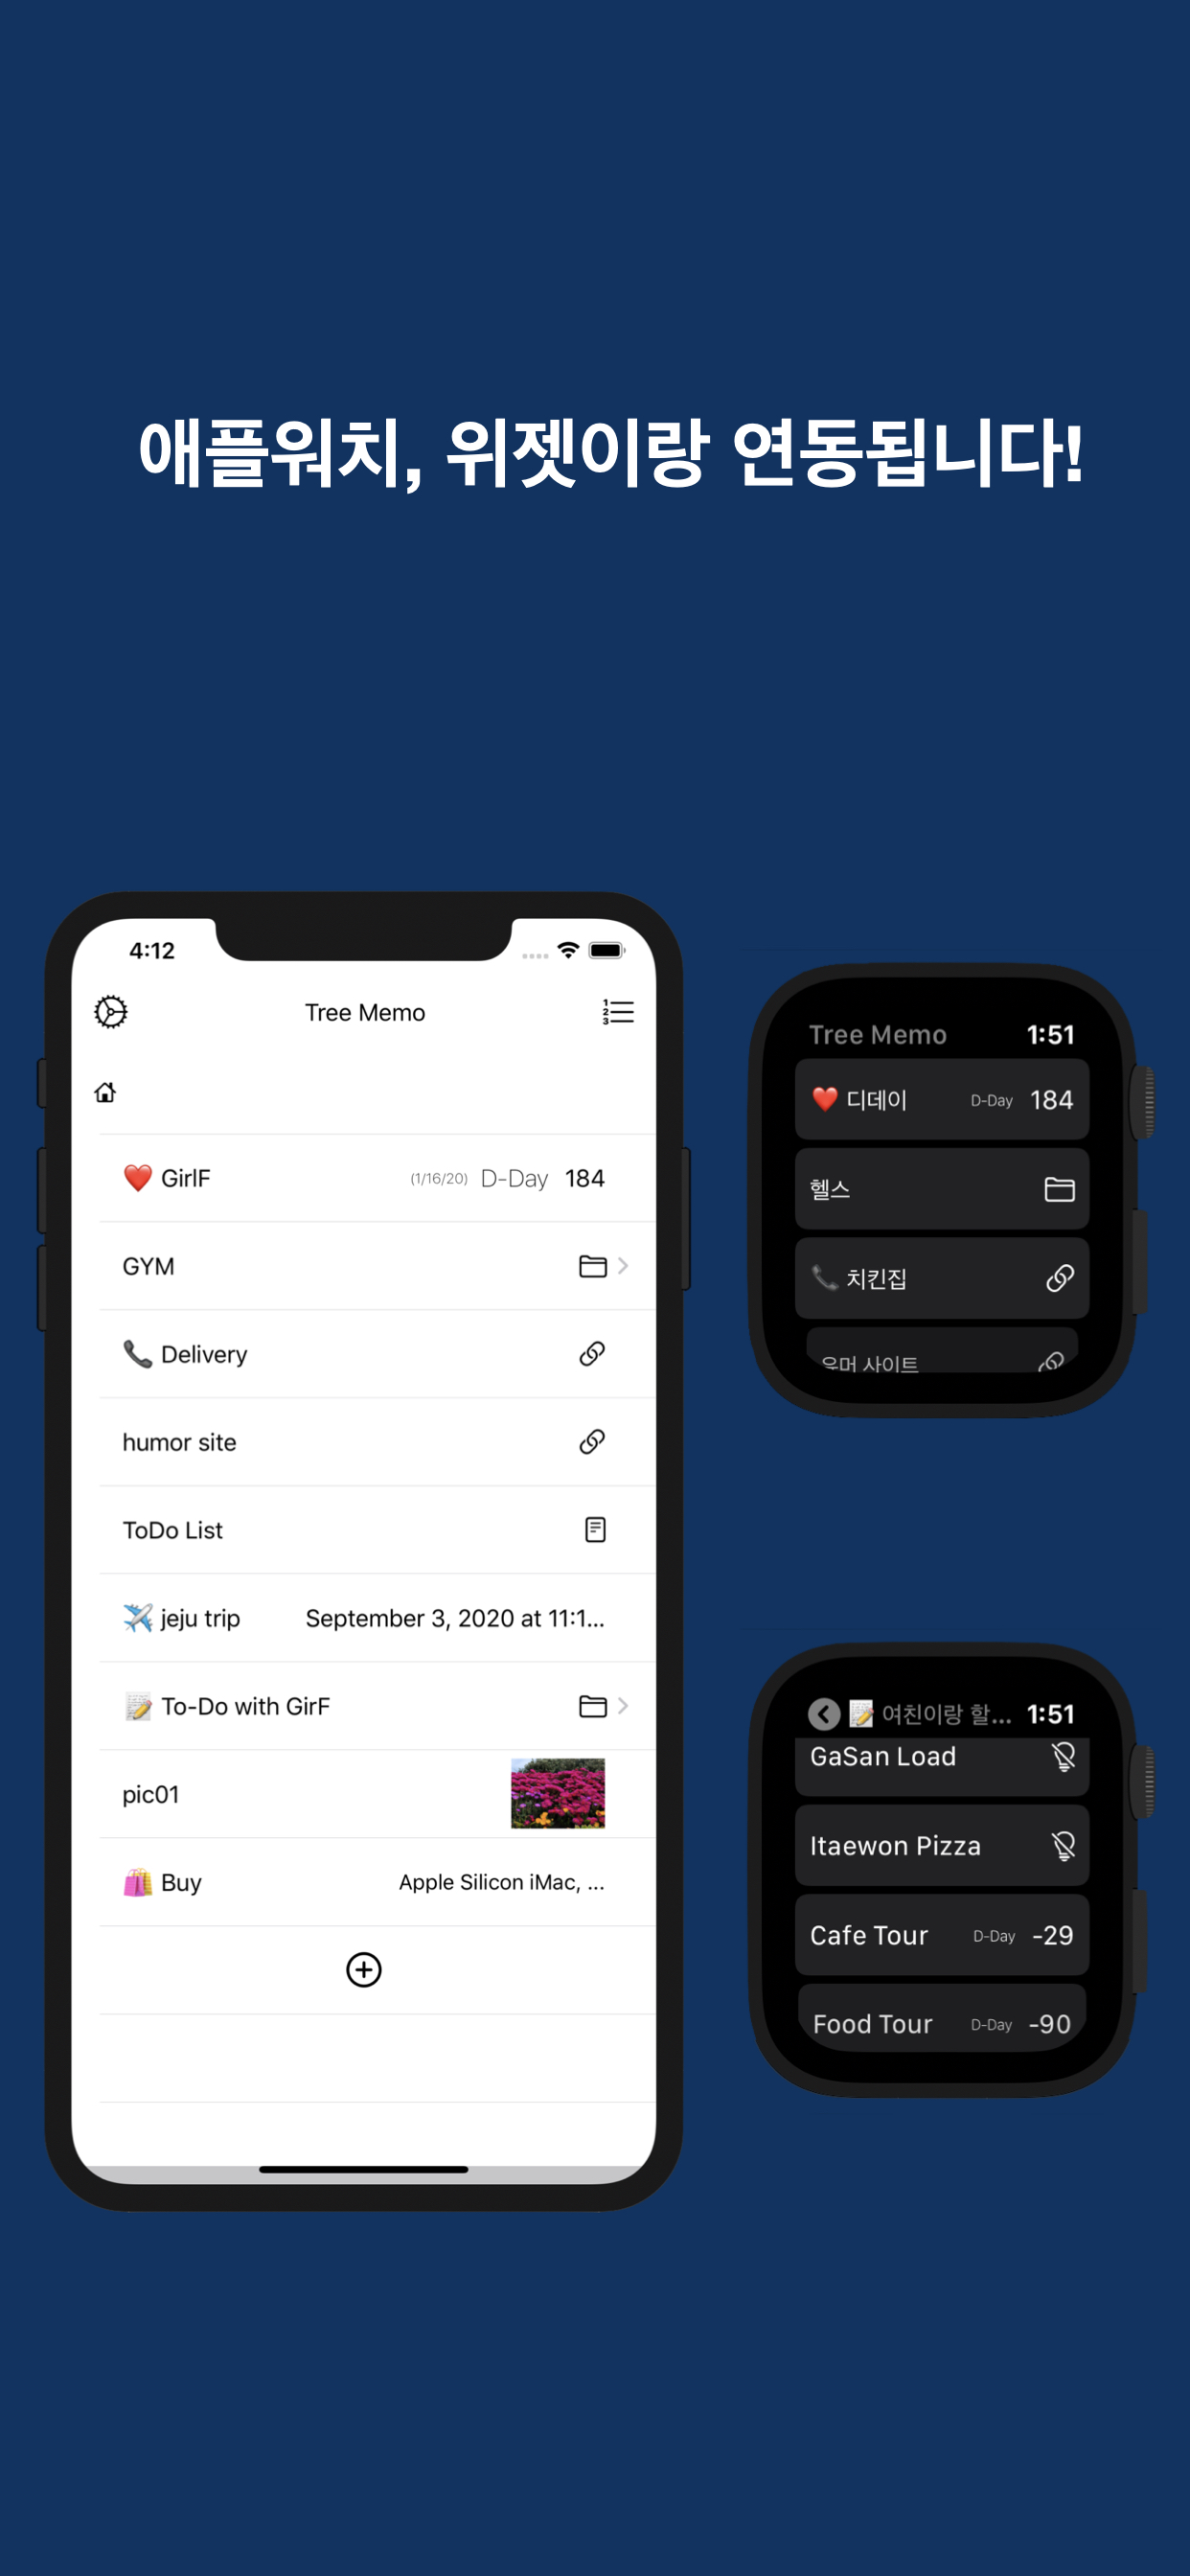 애플워치, 위젯이랑 연동됩니다!
4:12
Tree Memo
❤️ GirlF (1/16/20) D-Day 184
GYM
📞 Delivery
humor site
ToDo List
✈️ jeju trip September 3, 2020 at 11:1...
📝 To-Do with GirF
pic01
🛍️ Buy Apple Silicon iMac, ...
Tree Memo 1:51
❤️ 디데이 D-Day 184
헬스
📞 치킨집
유머 사이트
📝 여친이랑 할... 1:51
GaSan Load
Itaewon Pizza
Cafe Tour D-Day -29
Food Tour D-Day -90